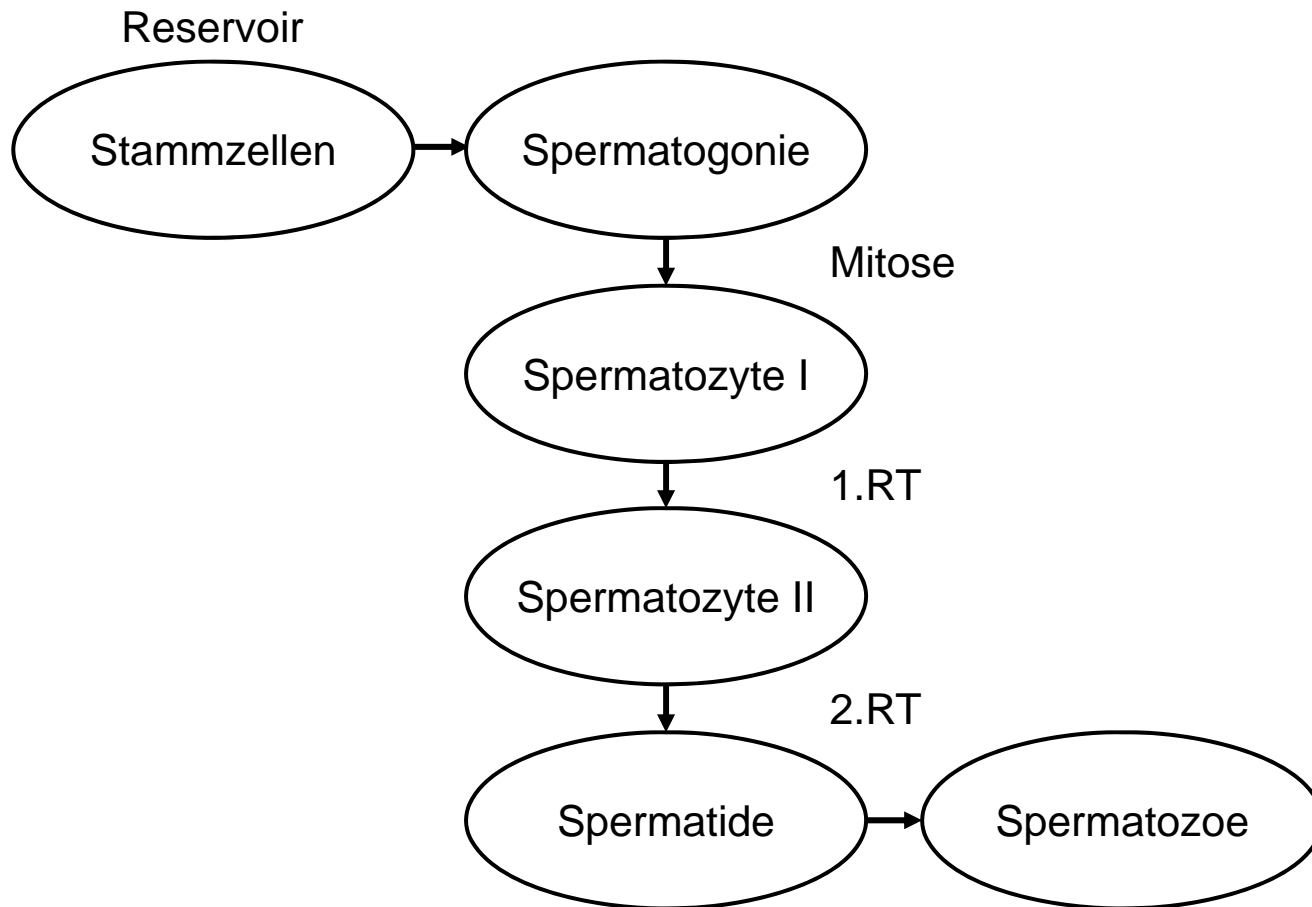 Reservoir
Stammzellen
Spermatogonie
Mitose
Spermatozyte I
1.RT
Spermatozyte II
2.RT
Spermatide
Spermatozoe